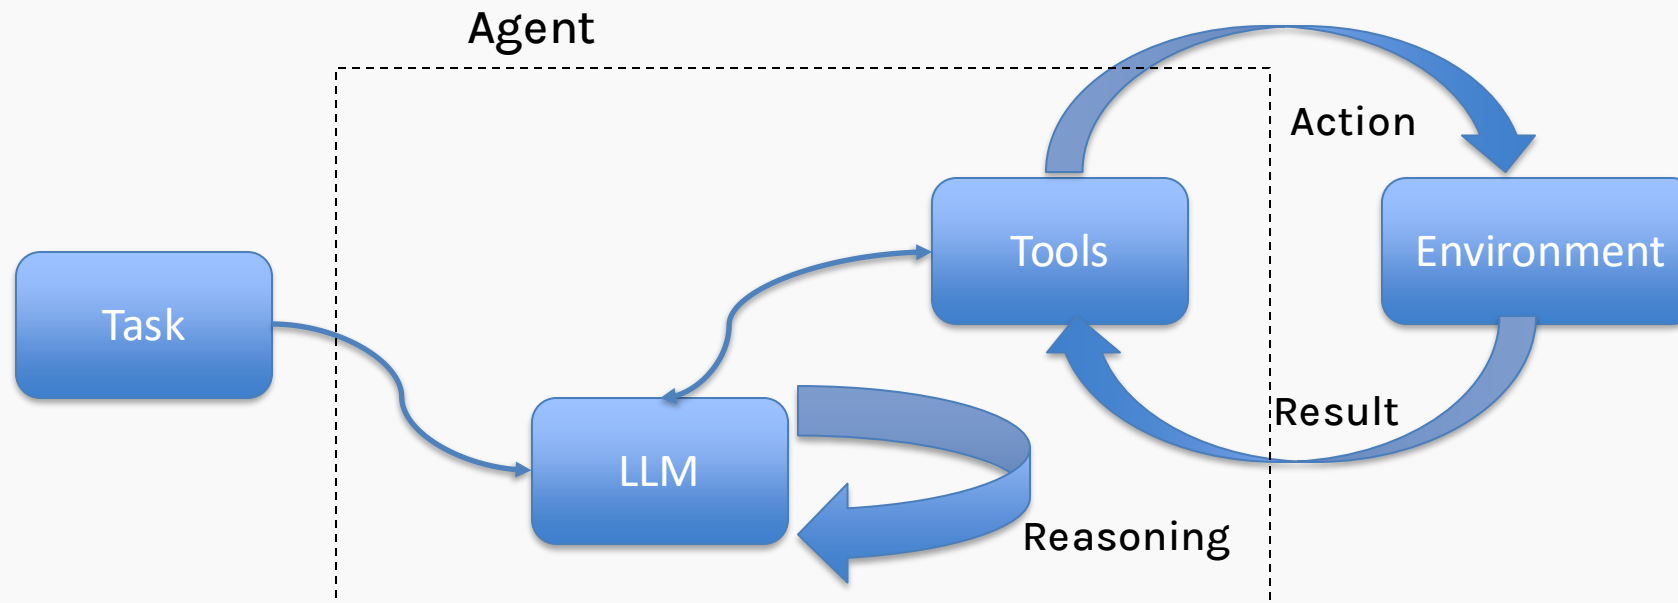 Agent
Action
Tools
Environment
Task
Result
LLM
Reasoning